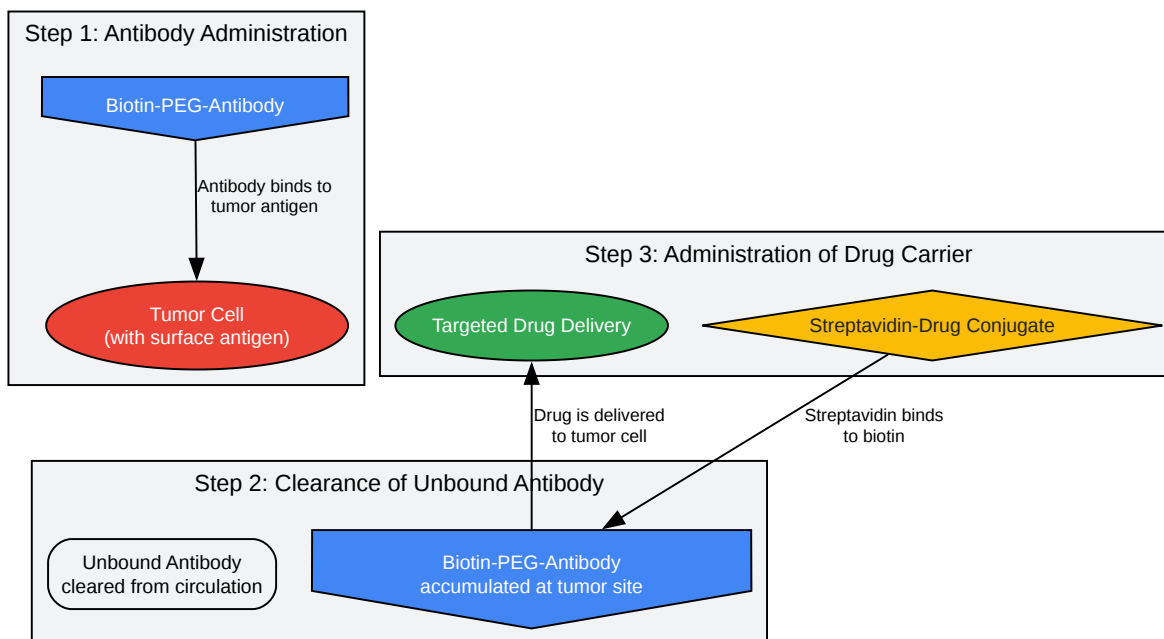 Step 1: Antibody Administration
Biotin-PEG-Antibody
Antibody binds to
tumor antigen
Tumor Cell
(with surface antigen)
Step 3: Administration of Drug Carrier
Targeted Drug Delivery
Streptavidin-Drug Conjugate
Drug is delivered
to tumor cell
Streptavidin binds
to biotin
Step 2: Clearance of Unbound Antibody
Unbound Antibody
cleared from circulation
Biotin-PEG-Antibody
accumulated at tumor site